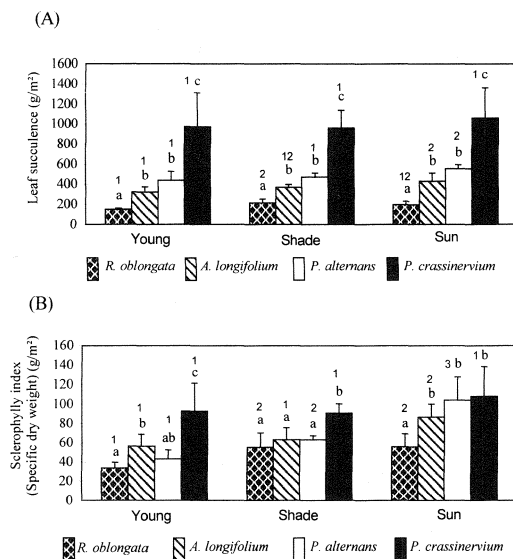 (A)
Leaf succulence (g/m²)
1600
1400
1200
1000
800
600
400
200
0
1 a
1 b
1 b
1 c
2 a
12 b
1 b
1 c
12 a
2 b
2 b
1 c
Young Shade Sun
R. oblongata A. longifolium P. alternans P. crassinervium
(B)
Sclerophylly index
(Specific dry weight) (g/m²)
160
140
120
100
80
60
40
20
0
1 a
1 b
1 ab
1 c
2 a
1 a
2 a
1 b
2 a
2 b
3 b
1 b
Young Shade Sun
R. oblongata A. longifolium P. alternans P. crassinervium